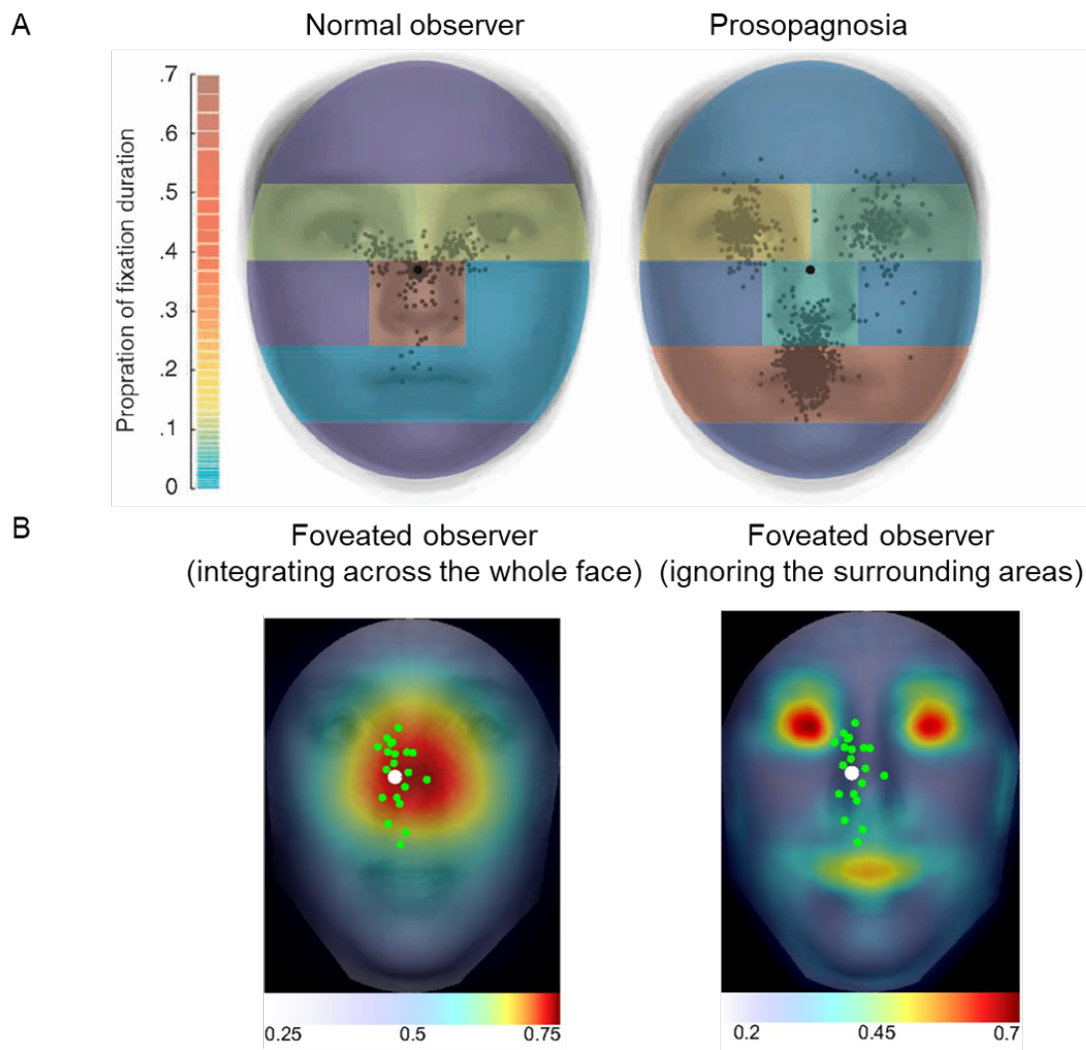 A
Normal observer
Prosopagnosia
Propration of fixation duration
.7
.6
.5
.4
.3
.2
.1
0
B
Foveated observer
(integrating across the whole face)
Foveated observer
(ignoring the surrounding areas)
0.25 0.5 0.75
0.2 0.45 0.7